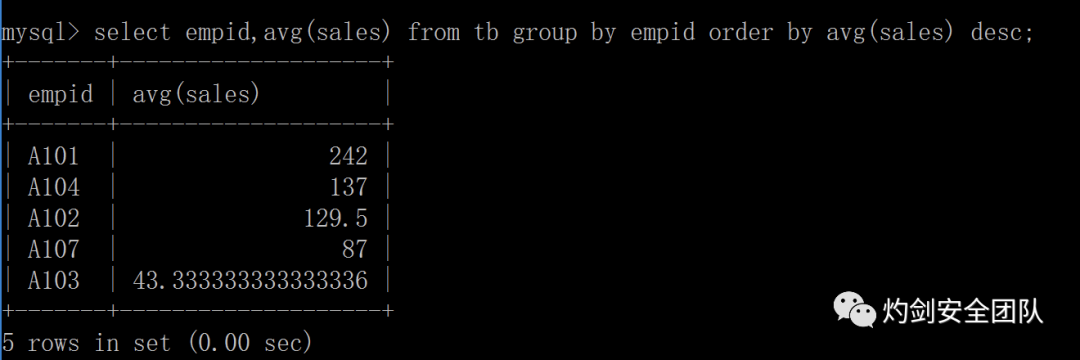 mysql> select empid,avg(sales) from tb group by empid order by avg(sales) desc;
+-------+--------------------+
| empid | avg(sales)         |
+-------+--------------------+
| A101  |                242 |
| A104  |                137 |
| A102  |              129.5 |
| A107  |                 87 |
| A103  | 43.333333333333336 |
+-------+--------------------+
5 rows in set (0.00 sec)
灼剑安全团队